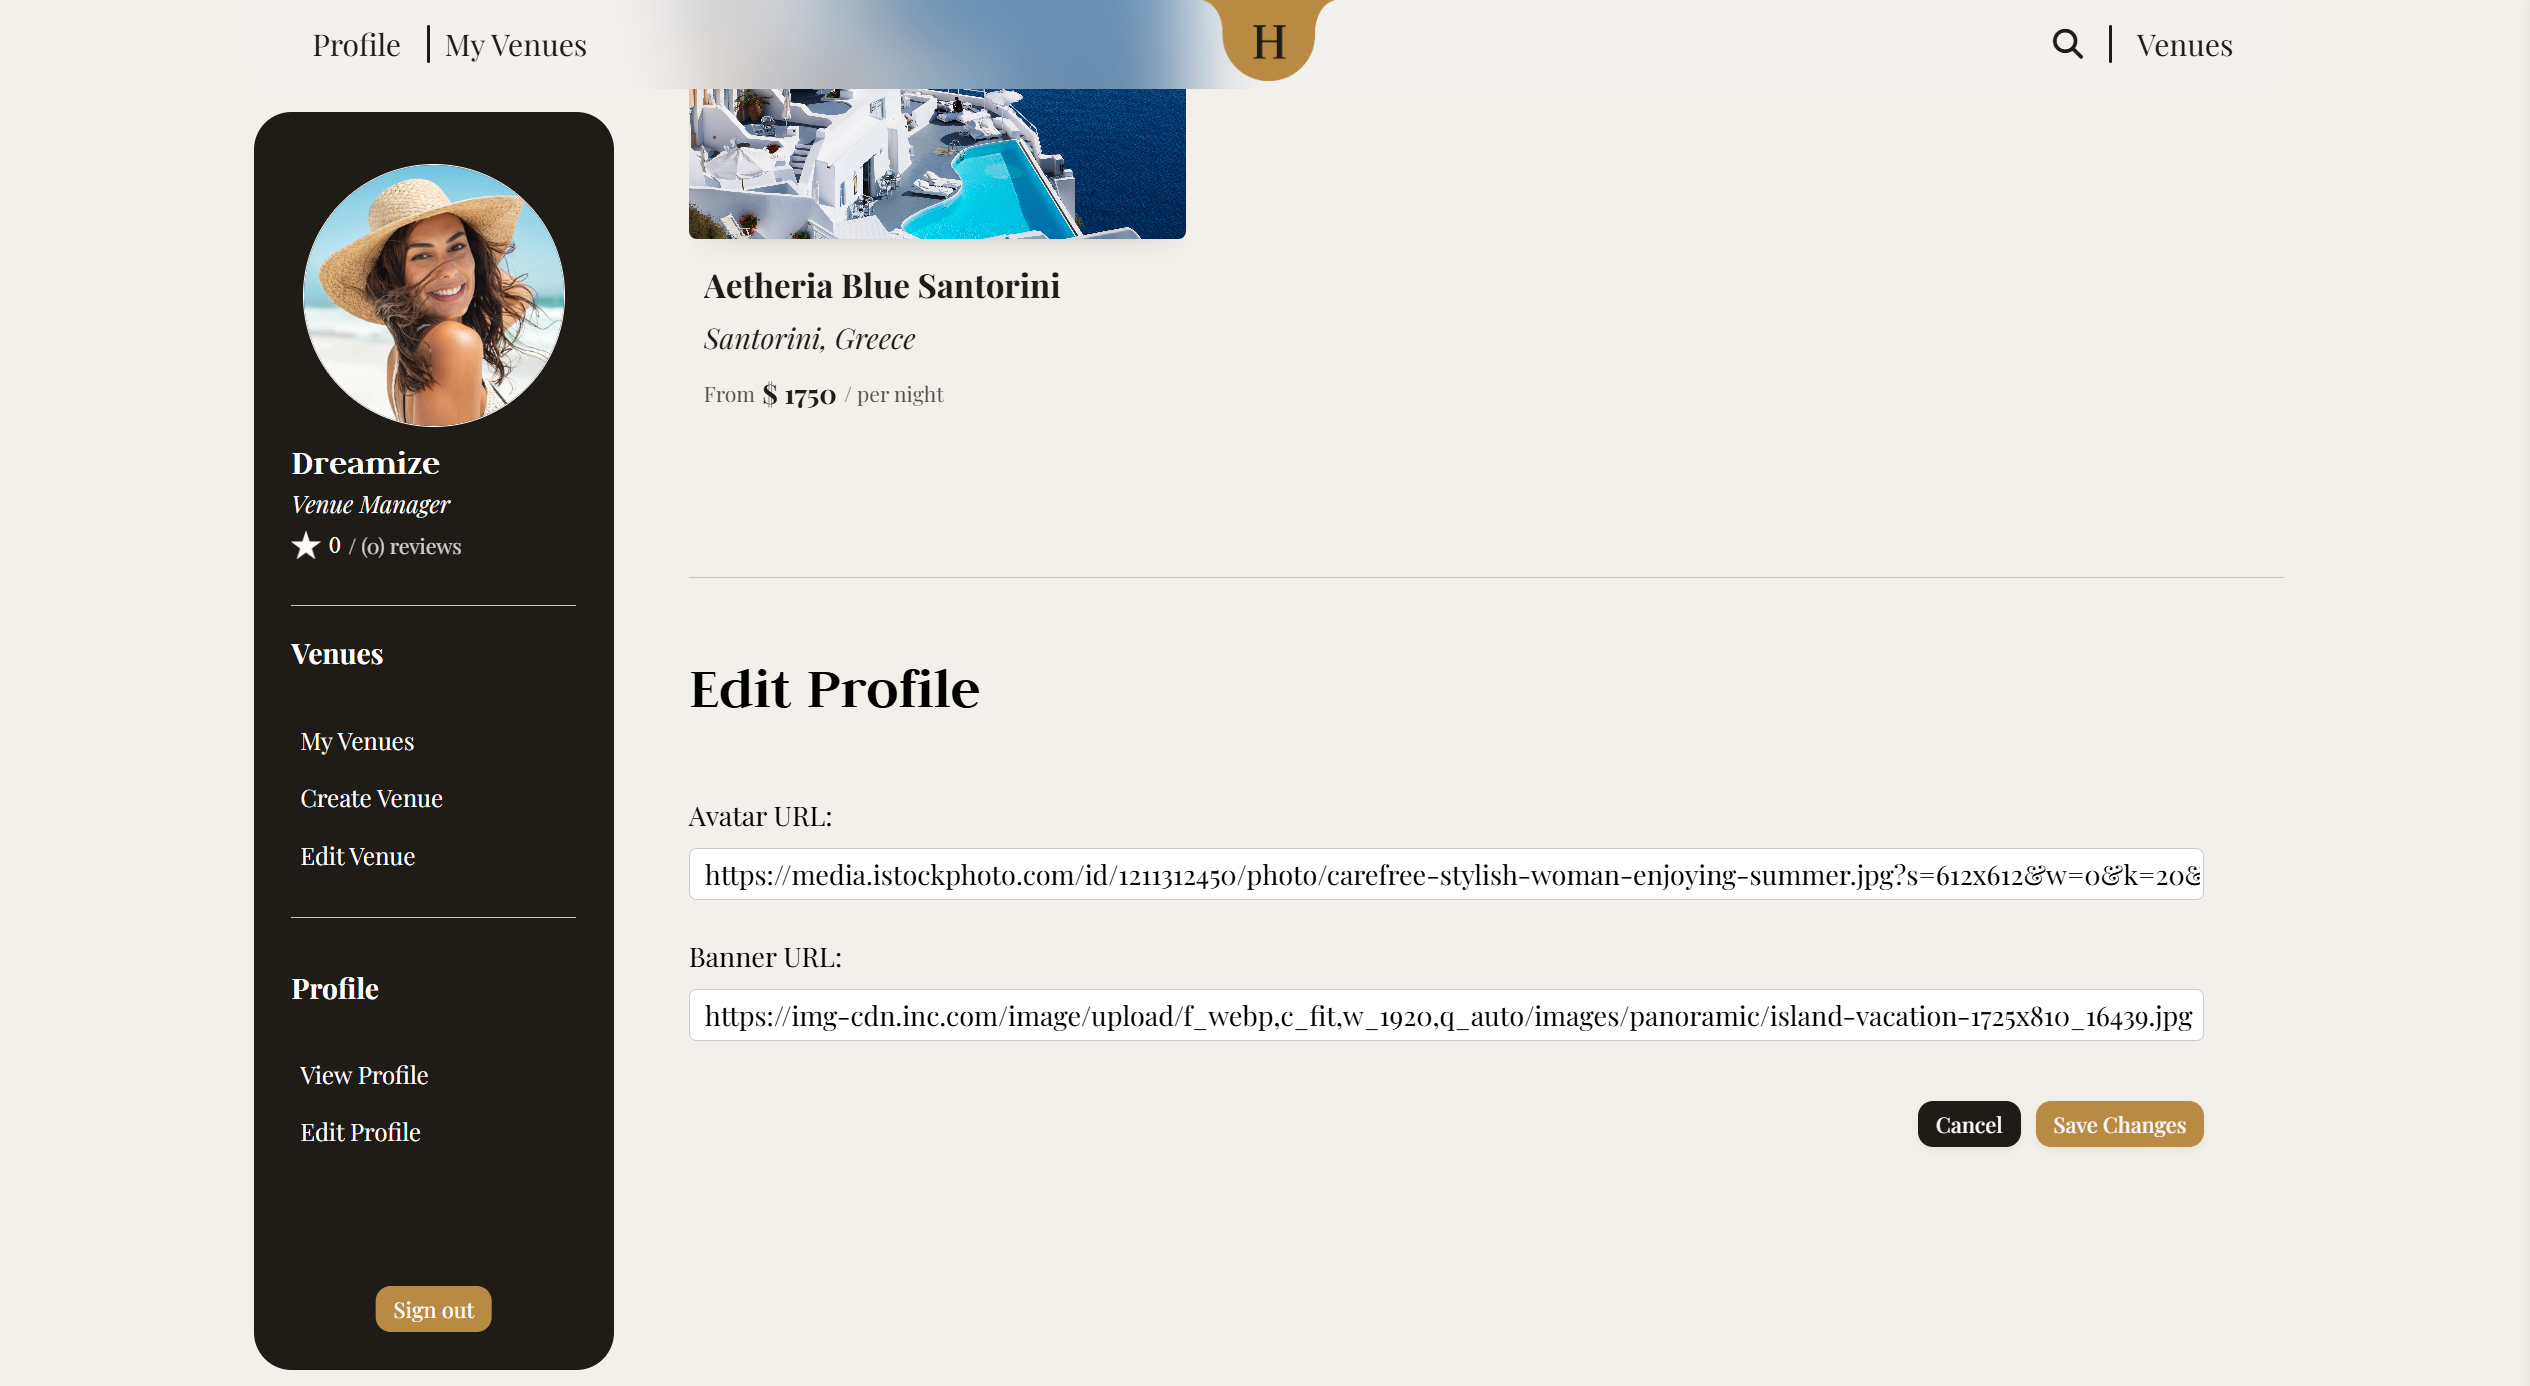 Profile
My Venues
H
Venues
Dreamize
Venue Manager
0 / (0) reviews
Venues
My Venues
Create Venue
Edit Venue
Profile
View Profile
Edit Profile
Sign out
Aetheria Blue Santorini
Santorini, Greece
From $ 1750 / per night
Edit Profile
Avatar URL:
https://media.istockphoto.com/id/1211312450/photo/carefree-stylish-woman-enjoying-summer.jpg?s=612x612&w=0&k=20&
Banner URL:
https://img-cdn.inc.com/image/upload/f_webp,c_fit,w_1920,q_auto/images/panoramic/island-vacation-1725x810_16439.jpg
Cancel
Save Changes